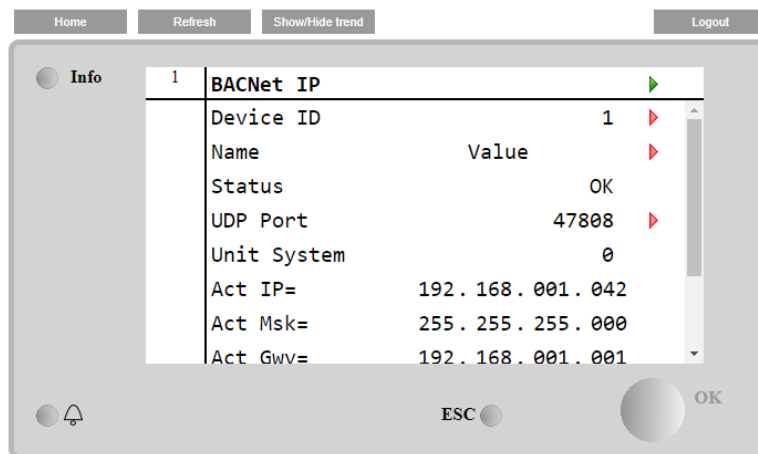 Home Refresh Show/Hide trend Logout
Info
1 BACNet IP
Device ID 1
Name Value
Status OK
UDP Port 47808
Unit System 0
Act IP= 192.168.001.042
Act Msk= 255.255.255.000
Act Gwy= 192.168.001.001
ESC OK